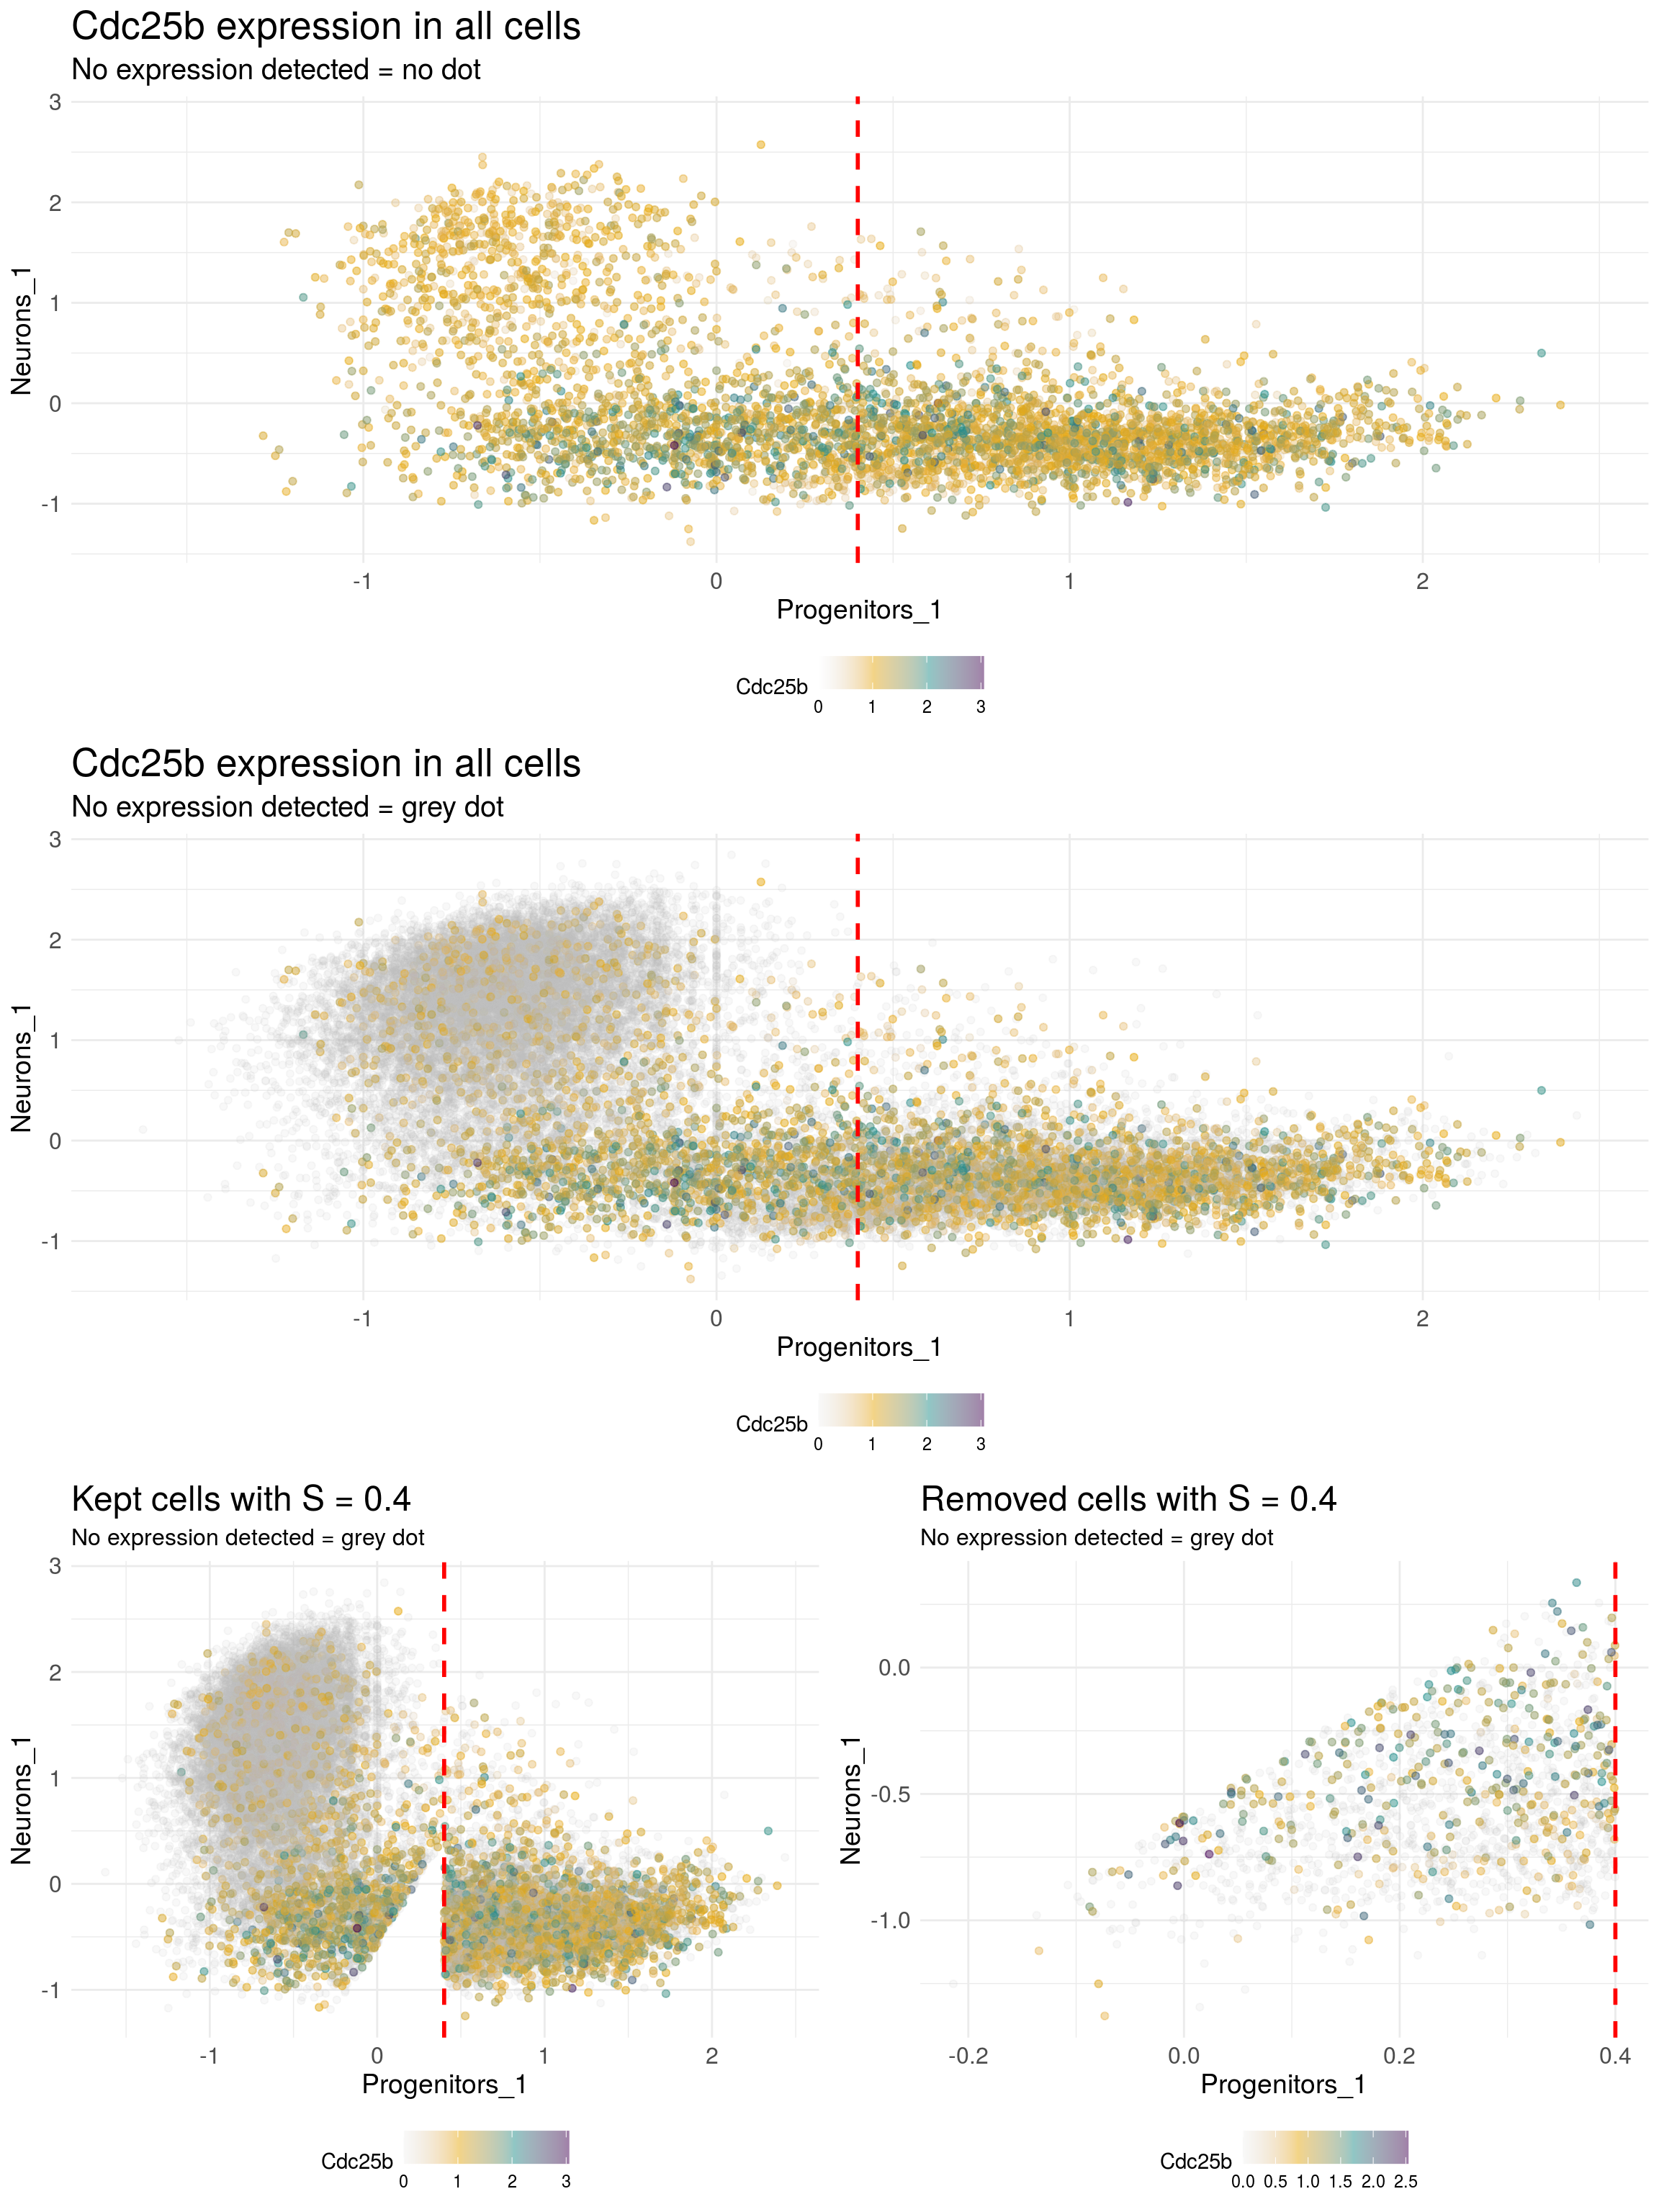 Cdc25b expression in all cells
No expression detected = no dot
3
2
1
0
-1
Neurons_1
-1 0 1 2
Progenitors_1
Cdc25b
0 1 2 3
Cdc25b expression in all cells
No expression detected = grey dot
3
2
1
0
-1
Neurons_1
-1 0 1 2
Progenitors_1
Cdc25b
0 1 2 3
Kept cells with S = 0.4
No expression detected = grey dot
3
2
1
0
-1
Neurons_1
-1 0 1 2
Progenitors_1
Cdc25b
0 1 2 3
Removed cells with S = 0.4
No expression detected = grey dot
0.0
-0.5
-1.0
Neurons_1
-0.2 0.0 0.2 0.4
Progenitors_1
Cdc25b
0.0 0.5 1.0 1.5 2.0 2.5